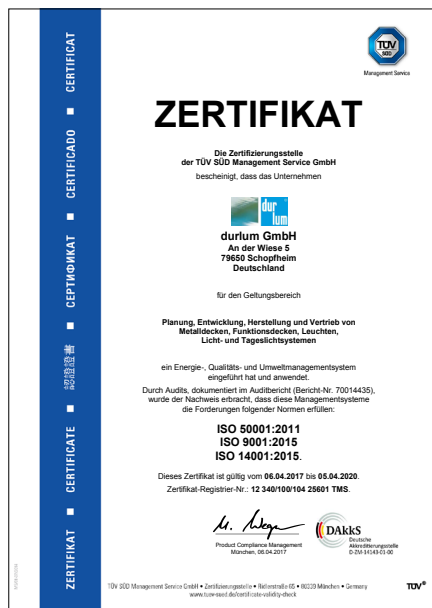 TÜV
SÜD
Management Service
ZERTIFIKAT
Die Zertifizierungsstelle
der TÜV SÜD Management Service GmbH
bescheinigt, dass das Unternehmen
dur
lum
durlum GmbH
An der Wiese 5
79650 Schopfheim
Deutschland
für den Geltungsbereich
Planung, Entwicklung, Herstellung und Vertrieb von
Metalldecken, Funktionsdecken, Leuchten,
Licht- und Tageslichtsystemen
ein Energie-, Qualitäts- und Umweltmanagementsystem
eingeführt hat und anwendet.
Durch Audits, dokumentiert im Auditbericht (Bericht-Nr. 70014435),
wurde der Nachweis erbracht, dass diese Managementsysteme
die Forderungen folgender Normen erfüllen:
ISO 50001:2011
ISO 9001:2015
ISO 14001:2015.
Dieses Zertifikat ist gültig vom 06.04.2017 bis 05.04.2020.
Zertifikat-Registrier-Nr.: 12 340/100/104 25601 TMS.
Product Compliance Management
München, 06.04.2017
DAkkS
Deutsche
Akkreditierungsstelle
D-ZM-14143-01-00
TÜV SÜD Management Service GmbH • Zertifizierungsstelle • Ridlerstraße 65 • 80339 München • Germany
www.tuev-sued.de/certificate-validity-check
TÜV®
ZERTIFIKAT ■ CERTIFICATE ■ 認證證書 ■ СЕРТИФИКАТ ■ CERTIFICADO ■ CERTIFICAT